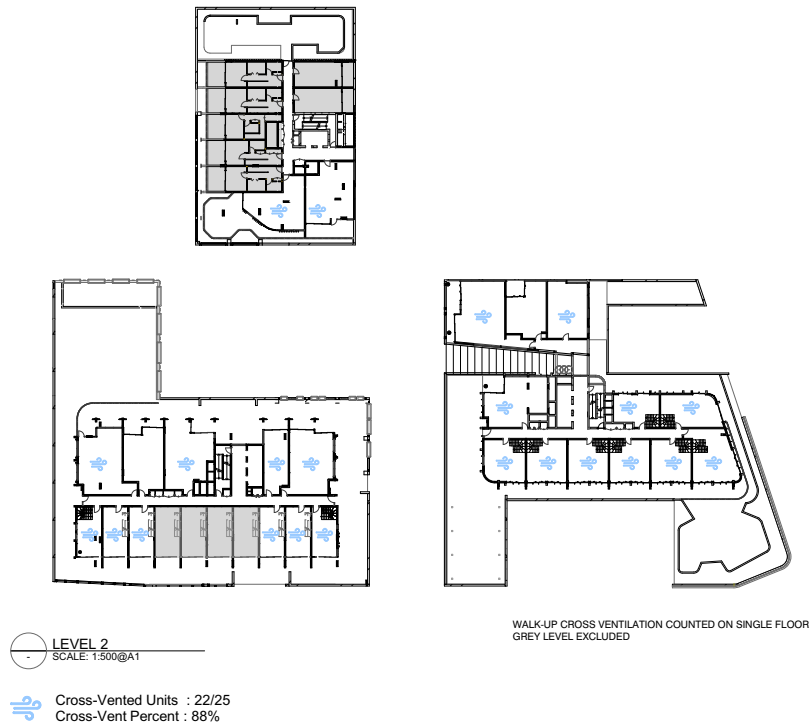 WALK-UP CROSS VENTILATION COUNTED ON SINGLE FLOOR
GREY LEVEL EXCLUDED
LEVEL 2
-
SCALE: 1:500@A1
Cross-Vented Units : 22/25
Cross-Vent Percent : 88%